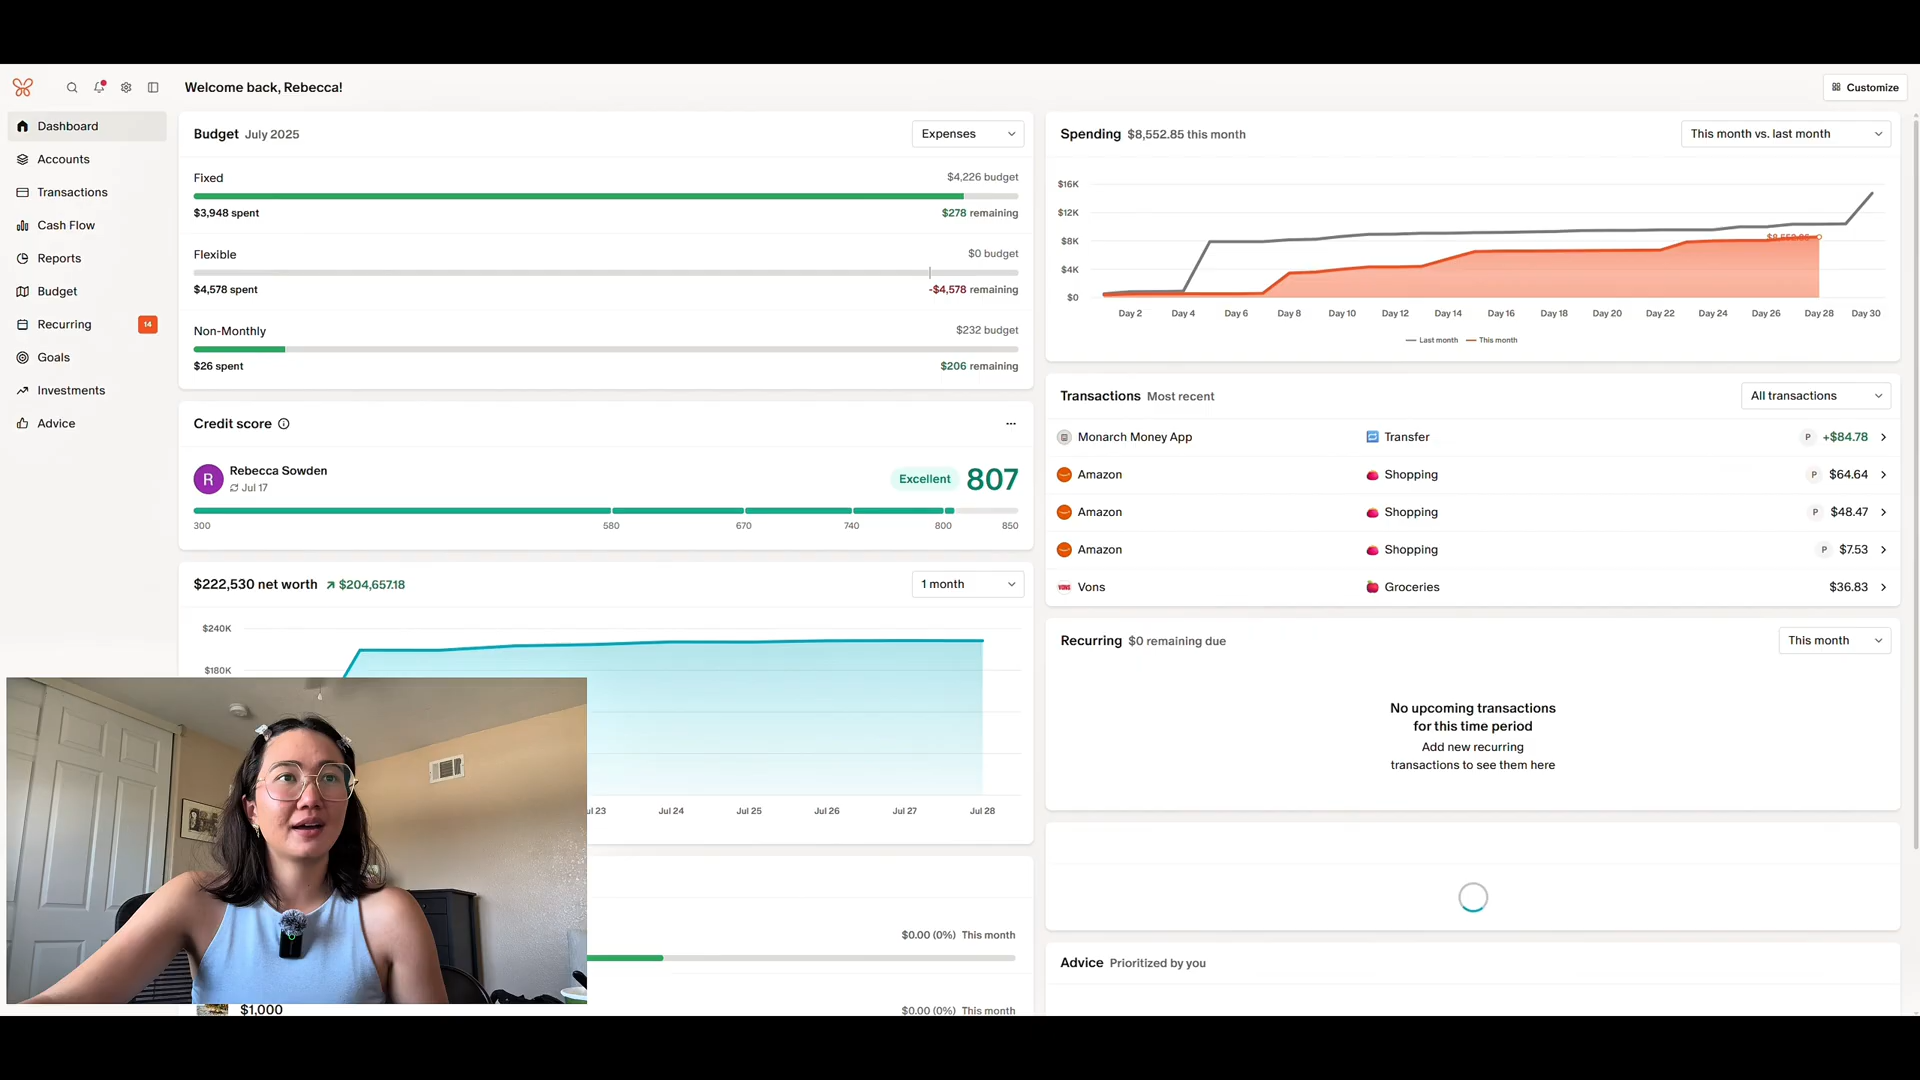 Welcome back, Rebecca!
Customize
Dashboard
Accounts
Transactions
Cash Flow
Reports
Budget
Recurring
14
Goals
Investments
Advice
Budget July 2025
Expenses
Fixed
$4,226 budget
$3,948 spent
$278 remaining
Flexible
$0 budget
$4,578 spent
-$4,578 remaining
Non-Monthly
$232 budget
$26 spent
$206 remaining
Credit score
R
Rebecca Sowden
Jul 17
Excellent 807
300 580 670 740 800 850
$222,530 net worth $204,657.18
1 month
$240K
$180K
Jul 24 Jul 25 Jul 26 Jul 27 Jul 28
$0.00 (0%) This month
$1,000
$0.00 (0%) This month
Spending $8,552.85 this month
This month vs. last month
$16K
$12K
$8K
$4K
$0
$8,552.85
Day 2 Day 4 Day 6 Day 8 Day 10 Day 12 Day 14 Day 16 Day 18 Day 20 Day 22 Day 24 Day 26 Day 28 Day 30
Last month This month
Transactions Most recent
All transactions
Monarch Money App Transfer P +$84.78
Amazon Shopping P $64.64
Amazon Shopping P $48.47
Amazon Shopping P $7.53
VONS Vons Groceries $36.83
Recurring $0 remaining due
This month
No upcoming transactions
for this time period
Add new recurring
transactions to see them here
Advice Prioritized by you